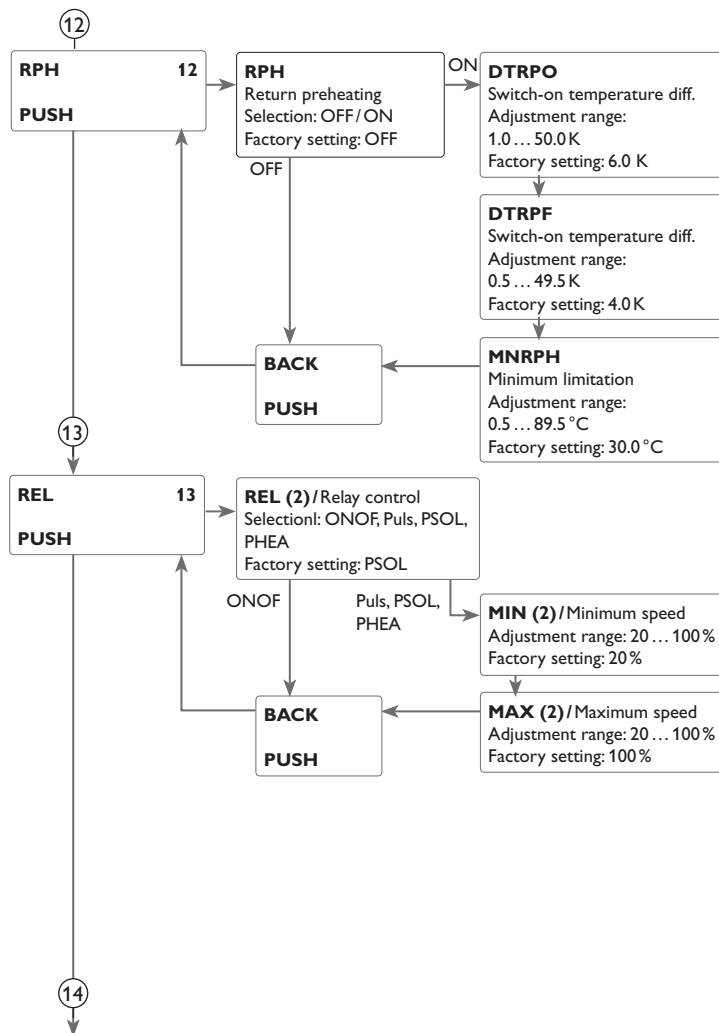 12
RPH 12
PUSH
RPH
Return preheating
Selection: OFF / ON
Factory setting: OFF
ON
OFF
DTRPO
Switch-on temperature diff.
Adjustment range:
1.0 … 50.0 K
Factory setting: 6.0 K
DTRPF
Switch-on temperature diff.
Adjustment range:
0.5 … 49.5 K
Factory setting: 4.0 K
MNRPH
Minimum limitation
Adjustment range:
0.5 … 89.5 °C
Factory setting: 30.0 °C
BACK
PUSH
13
REL 13
PUSH
REL (2) / Relay control
Selectionl: ONOF, Puls, PSOL,
PHEA
Factory setting: PSOL
ONOF
Puls, PSOL,
PHEA
MIN (2) / Minimum speed
Adjustment range: 20 … 100 %
Factory setting: 20 %
MAX (2) / Maximum speed
Adjustment range: 20 … 100 %
Factory setting: 100 %
BACK
PUSH
14